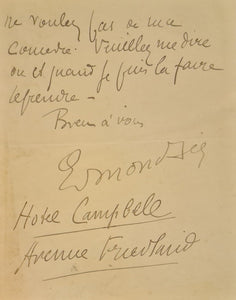 ne voulez pas de ma
Comédie. Veuillez me dire
où et quand je puis la faire
reprendre -
Bien à vous
Edmond
Hotel Campbell
Avenue Friedland